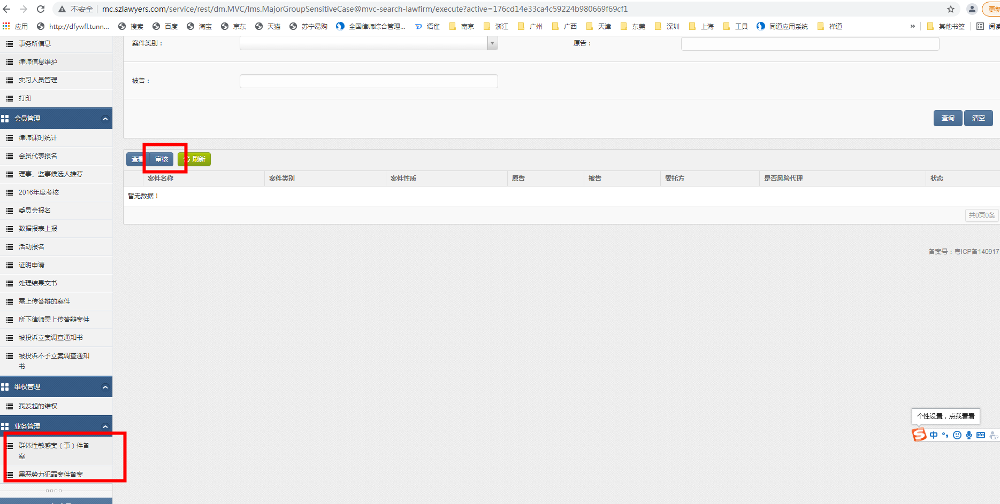 不安全 mc.szlawyers.com/service/rest/dm.MVC/lms.MajorGroupSensitiveCase@mvc-search-lawfirm/execute?active=176cd14e33ca4c59224b980669f69cf1 更新
应用 http://dfywfl.tunn... 搜索 百度 淘宝 京东 天猫 苏宁易购 全国律师综合管理... 语雀 南京 浙江 广州 广西 天津 东莞 深圳 上海 工具 同道应用系统 禅道 » 其他书签 阅读
事务所信息
律师信息维护
实习人员管理
打印
会员管理
律师课时统计
会员代表报名
理事、监事候选人推荐
2016年度考核
委员会报名
数据报表上报
活动报名
证明申请
处理结果文书
需上传答辩的案件
所下律师需上传答辩案件
被投诉立案调查通知书
被投诉不予立案调查通知
书
维权管理
我发起的维权
业务管理
群体性敏感案（事）件备
案
黑恶势力犯罪案件备案
案件类别：
原告：
被告：
查询 清空
查看 审核 刷新
案件名称 案件类别 案件性质 原告 被告 委托方 是否风险代理 状态
暂无数据！
共0页0条
备案号：粤ICP备140917
个性设置，点我看看
中